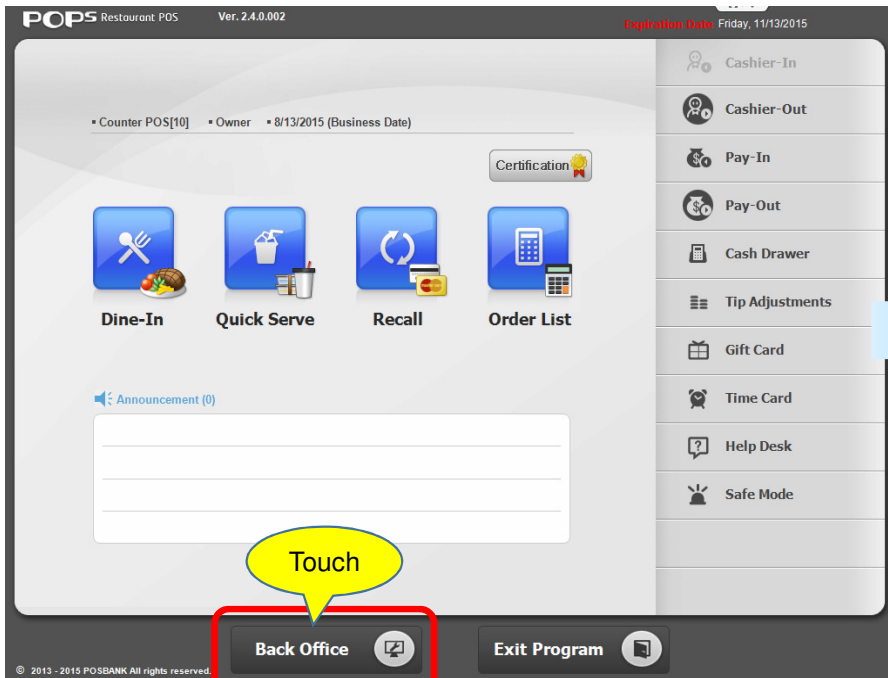 POPS Restaurant POS Ver. 2.4.0.002
Expiration Date Friday, 11/13/2015
▪ Counter POS[10] ▪ Owner ▪ 8/13/2015 (Business Date)
Certification
Dine-In Quick Serve Recall Order List
Announcement (0)
Cashier-In
Cashier-Out
Pay-In
Pay-Out
Cash Drawer
Tip Adjustments
Gift Card
Time Card
Help Desk
Safe Mode
Touch
Back Office Exit Program
© 2013 - 2015 POSBANK All rights reserved.